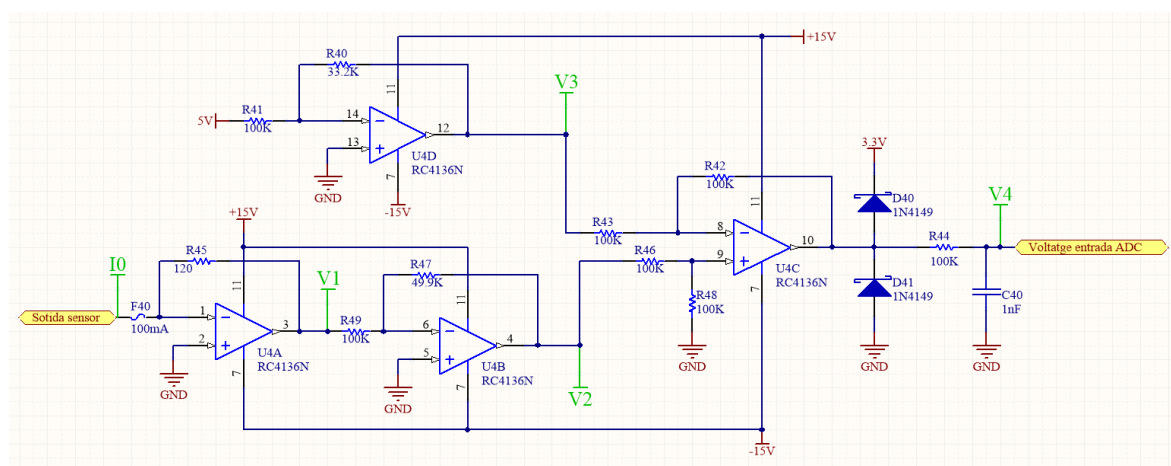 +15V
R40
33.2K
11
V3
R41
100K
5V
14
13
12
U4D
RC4136N
7
GND
-15V
R42
100K
3.3V
11
D40
1N4149
V4
+15V
R43
100K
8
9
10
R46
100K
R44
100K
Voltatge entrada ADC
U4C
RC4136N
7
R48
100K
D41
1N4149
C40
1nF
I0
R45
120
V1
R47
49.9K
11
11
Sotida sensor
F40
100mA
1
2
3
R49
100K
6
5
4
U4A
RC4136N
7
U4B
RC4136N
7
GND
GND
GND
GND
GND
V2
-15V